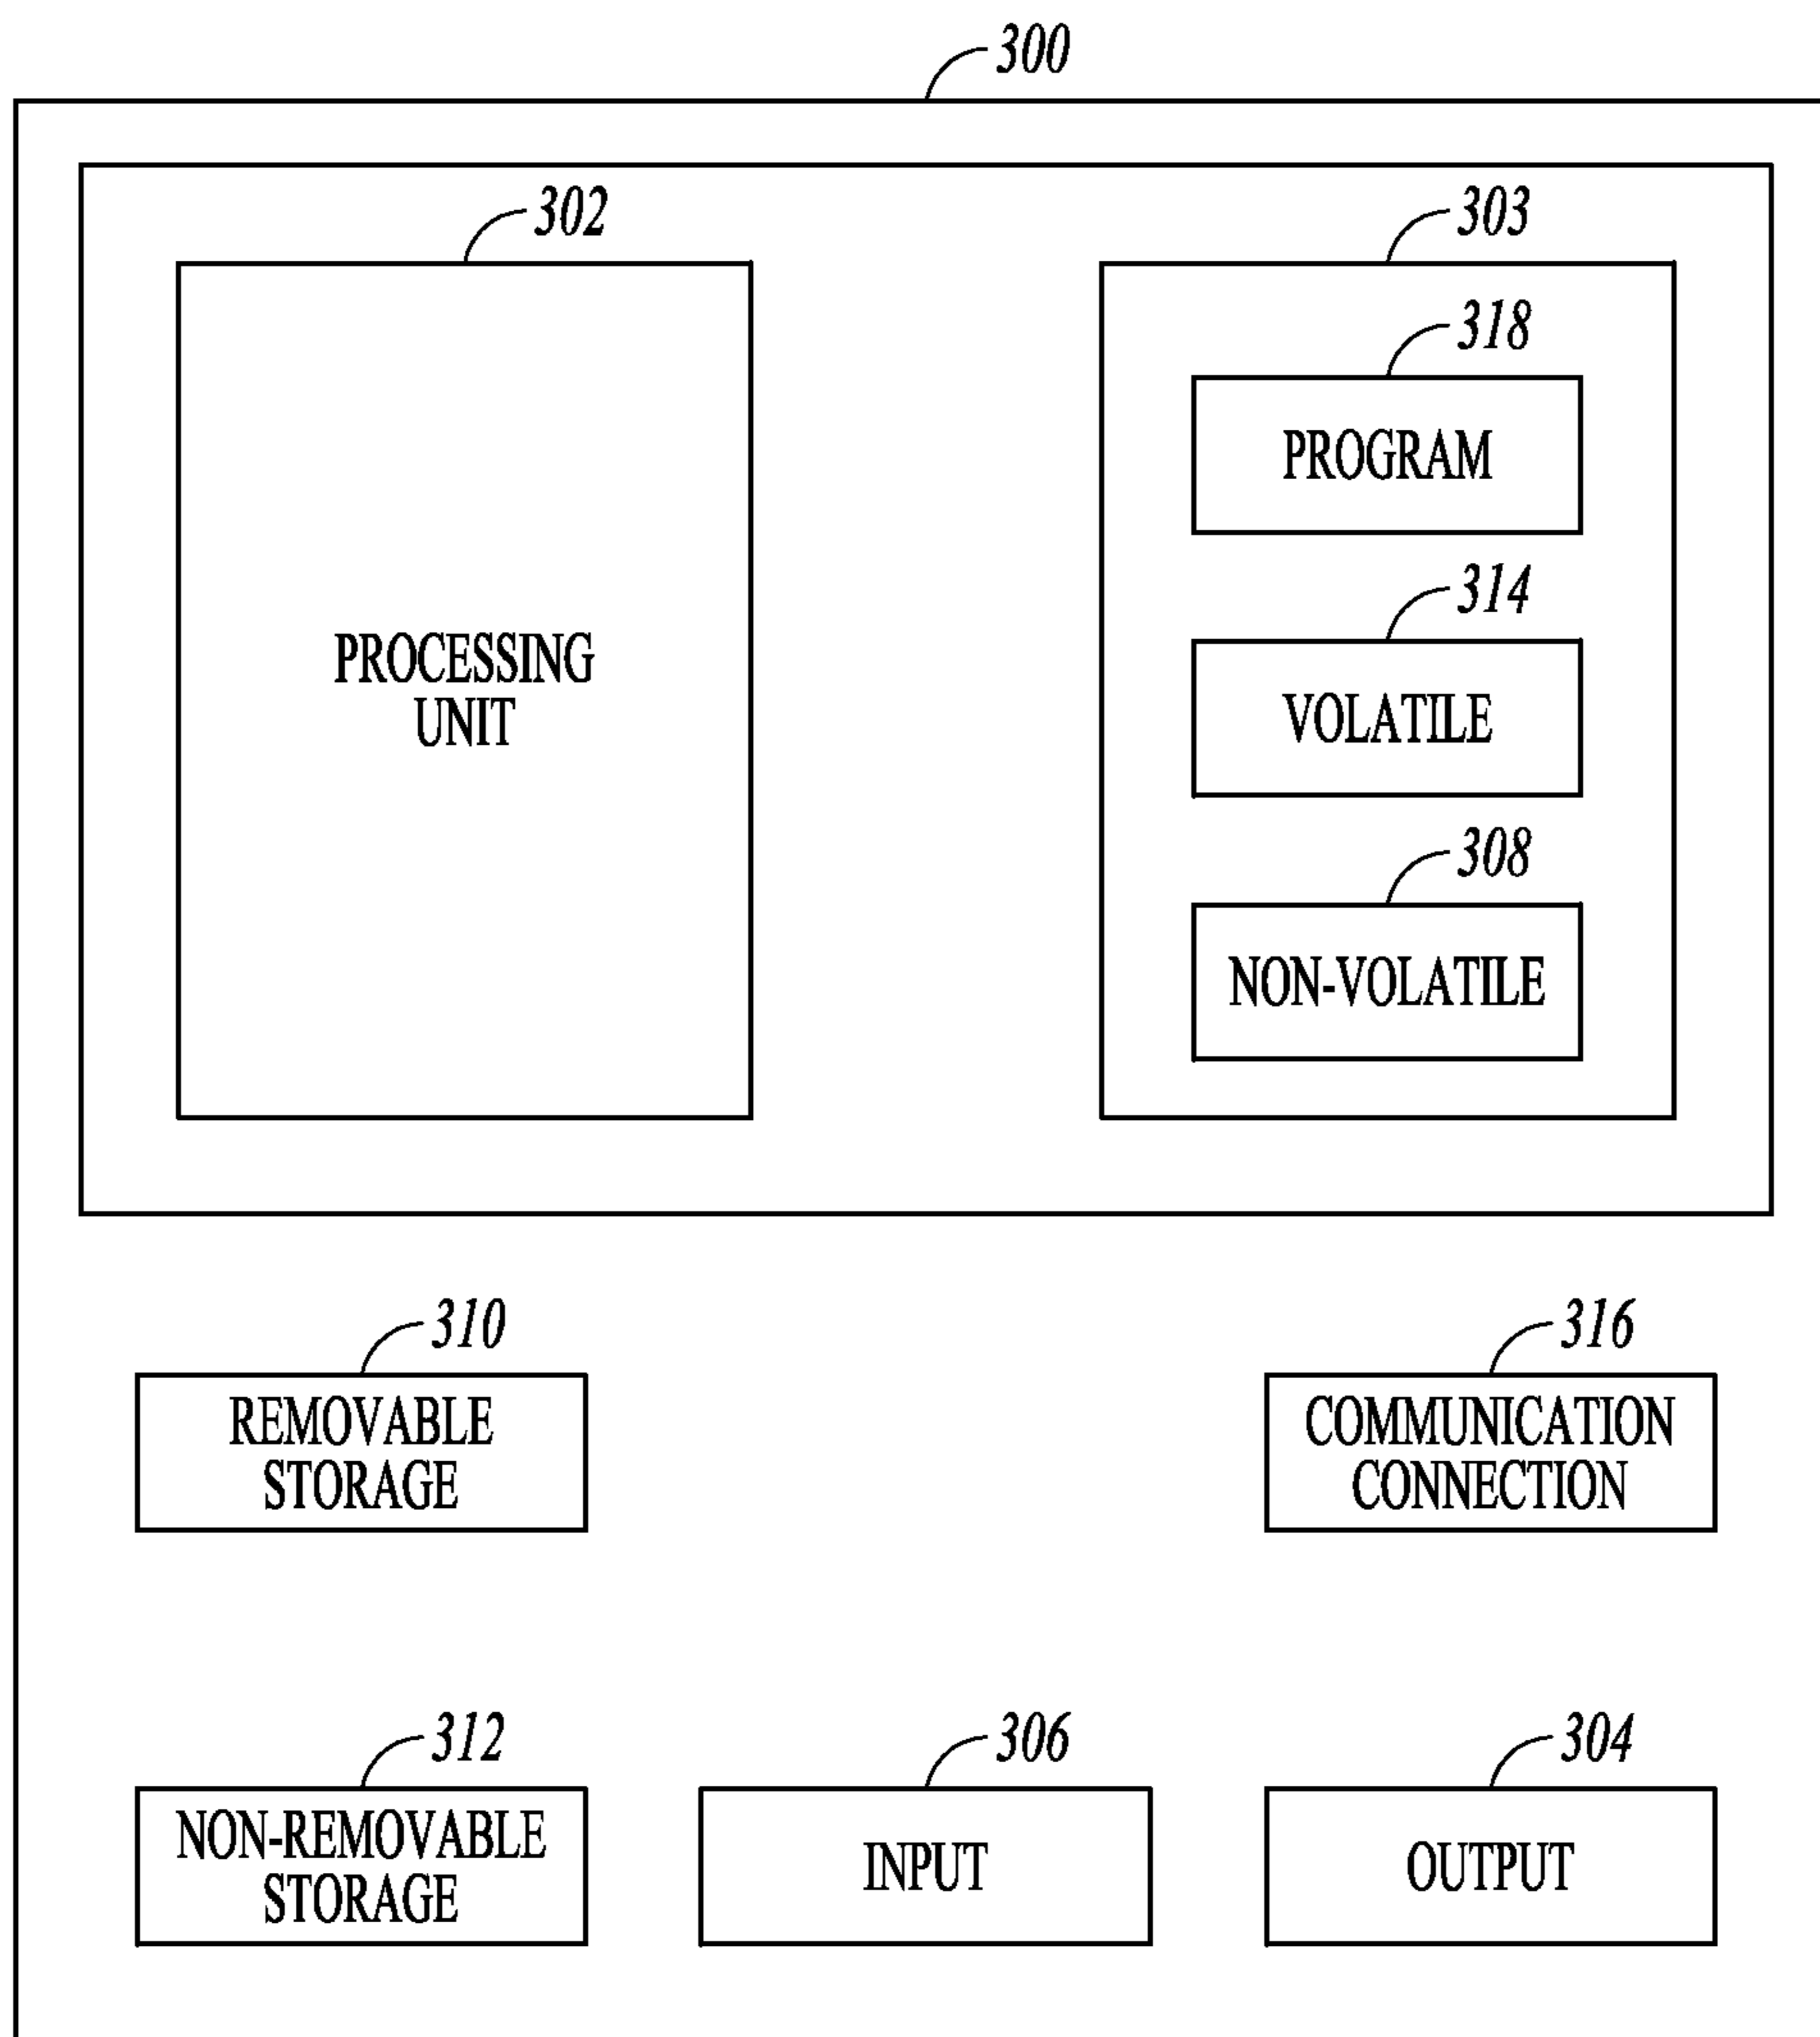 300
302
303
318
PROGRAM
314
PROCESSING
UNIT
VOLATILE
308
NON-VOLATILE
310
316
REMOVABLE
STORAGE
COMMUNICATION
CONNECTION
312
306
304
NON-REMOVABLE
STORAGE
INPUT
OUTPUT